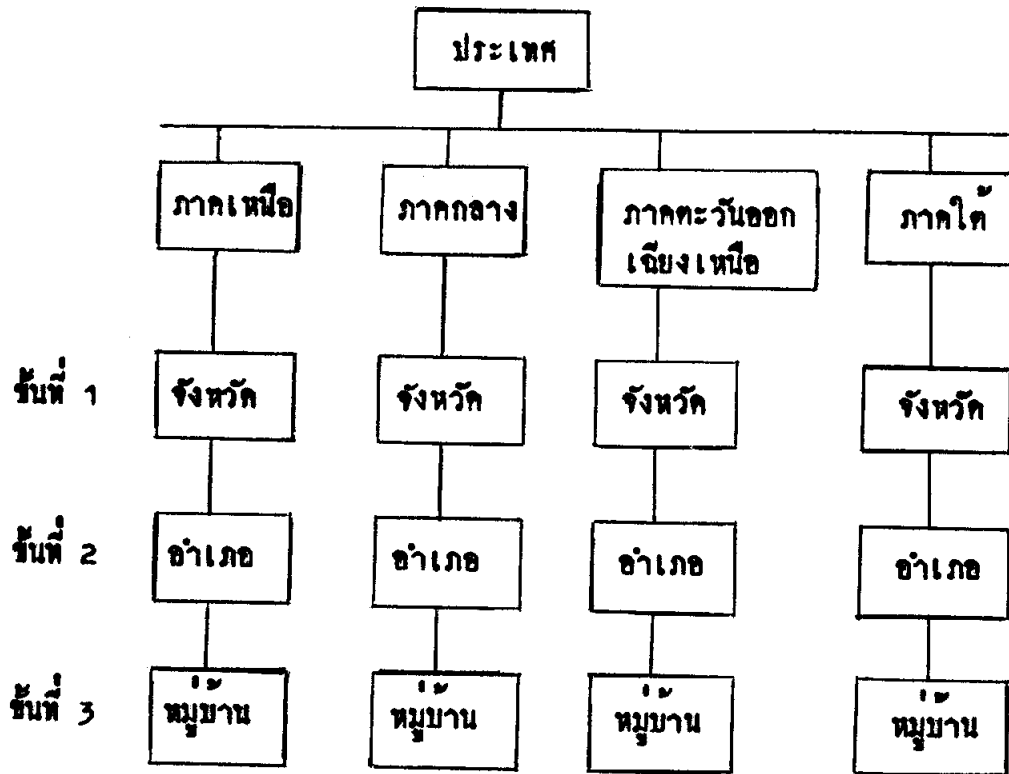 ประเทศ
ภาคเหนือ
ภาคกลาง
ภาคตะวันออก
เฉียงเหนือ
ภาคใต้
ขั้นที่ 1
จังหวัด
จังหวัด
จังหวัด
จังหวัด
ขั้นที่ 2
อำเภอ
อำเภอ
อำเภอ
อำเภอ
ขั้นที่ 3
หมู่บ้าน
หมู่บ้าน
หมู่บ้าน
หมู่บ้าน